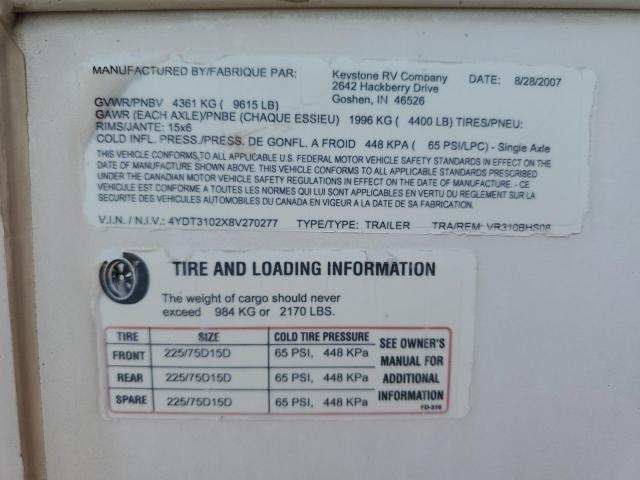 MANUFACTURED BY/FABRIQUE PAR: Keystone RV Company DATE: 8/28/2007
2642 Hackberry Drive
Goshen, IN 46526
GVWR/PNBV 4361 KG ( 9615 LB)
GAWR (EACH AXLE)/PNBE (CHAQUE ESSIEU) 1996 KG ( 4400 LB) TIRES/PNEU:
RIMS/JANTE: 15x6
COLD INFL. PRESS./PRESS. DE GONFL. A FROID 448 KPA ( 65 PSI/LPC) - Single Axle
THIS VEHICLE CONFORMS TO ALL APPLICABLE U.S. FEDERAL MOTOR VEHICLE SAFETY STANDARDS IN EFFECT ON THE
DATE OF MANUFACTURE SHOWN ABOVE. THIS VEHICLE CONFORMS TO ALL APPLICABLE STANDARDS PRESCRIBED
UNDER THE CANADIAN MOTOR VEHICLE SAFETY REGULATIONS IN EFFECT ON THE DATE OF MANUFACTURE. - CE
VEHICULE EST CONFORME A TOUTES LES NORMES QUI LUI SONT APPLICABLES EN VERTU DU REGLEMENT SUR LA
SECURITE DES VEHICULES AUTOMOBILES DU CANADA EN VIGUEUR A LA DATE DE SA FABRICATION.
V.I.N. / N.I.V.: 4YDT3102X8V270277 TYPE/TYPE: TRAILER TRA/REM: VR310BHS08
TIRE AND LOADING INFORMATION
The weight of cargo should never
exceed 984 KG or 2170 LBS.
TIRE SIZE COLD TIRE PRESSURE SEE OWNER'S
FRONT 225/75D15D 65 PSI, 448 KPa MANUAL FOR
REAR 225/75D15D 65 PSI, 448 KPa ADDITIONAL
SPARE 225/75D15D 65 PSI, 448 KPa INFORMATION
FD-316